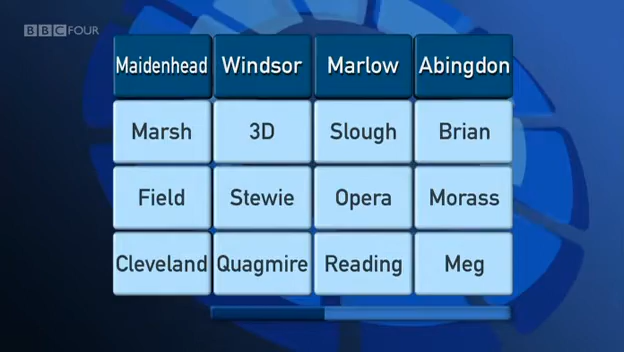 BBC FOUR
Maidenhead Windsor Marlow Abingdon
Marsh 3D Slough Brian
Field Stewie Opera Morass
Cleveland Quagmire Reading Meg